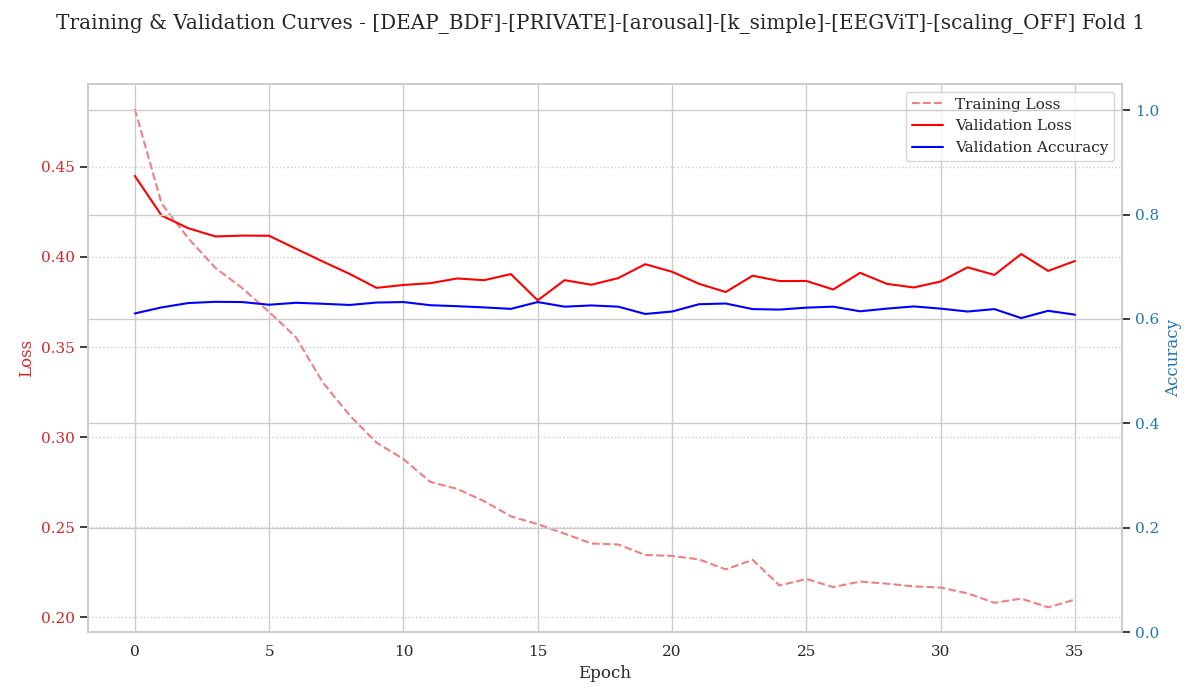 Training & Validation Curves - [DEAP_BDF]-[PRIVATE]-[arousal]-[k_simple]-[EEGViT]-[scaling_OFF] Fold 1
Training Loss
Validation Loss
Validation Accuracy
0.45
0.40
0.35
0.30
0.25
0.20
Loss
1.0
0.8
0.6
0.4
0.2
0.0
Accuracy
0 5 10 15 20 25 30 35
Epoch